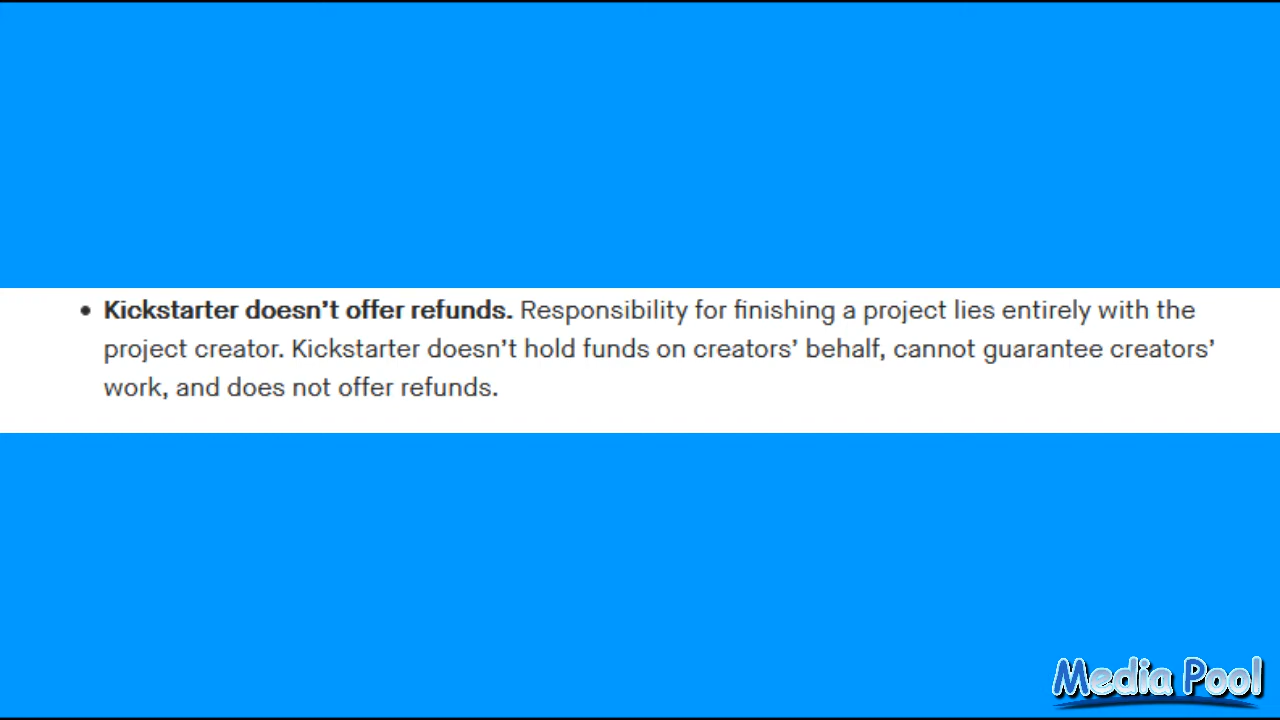 • Kickstarter doesn’t offer refunds. Responsibility for finishing a project lies entirely with the
project creator. Kickstarter doesn’t hold funds on creators’ behalf, cannot guarantee creators’
work, and does not offer refunds.
Media Pool